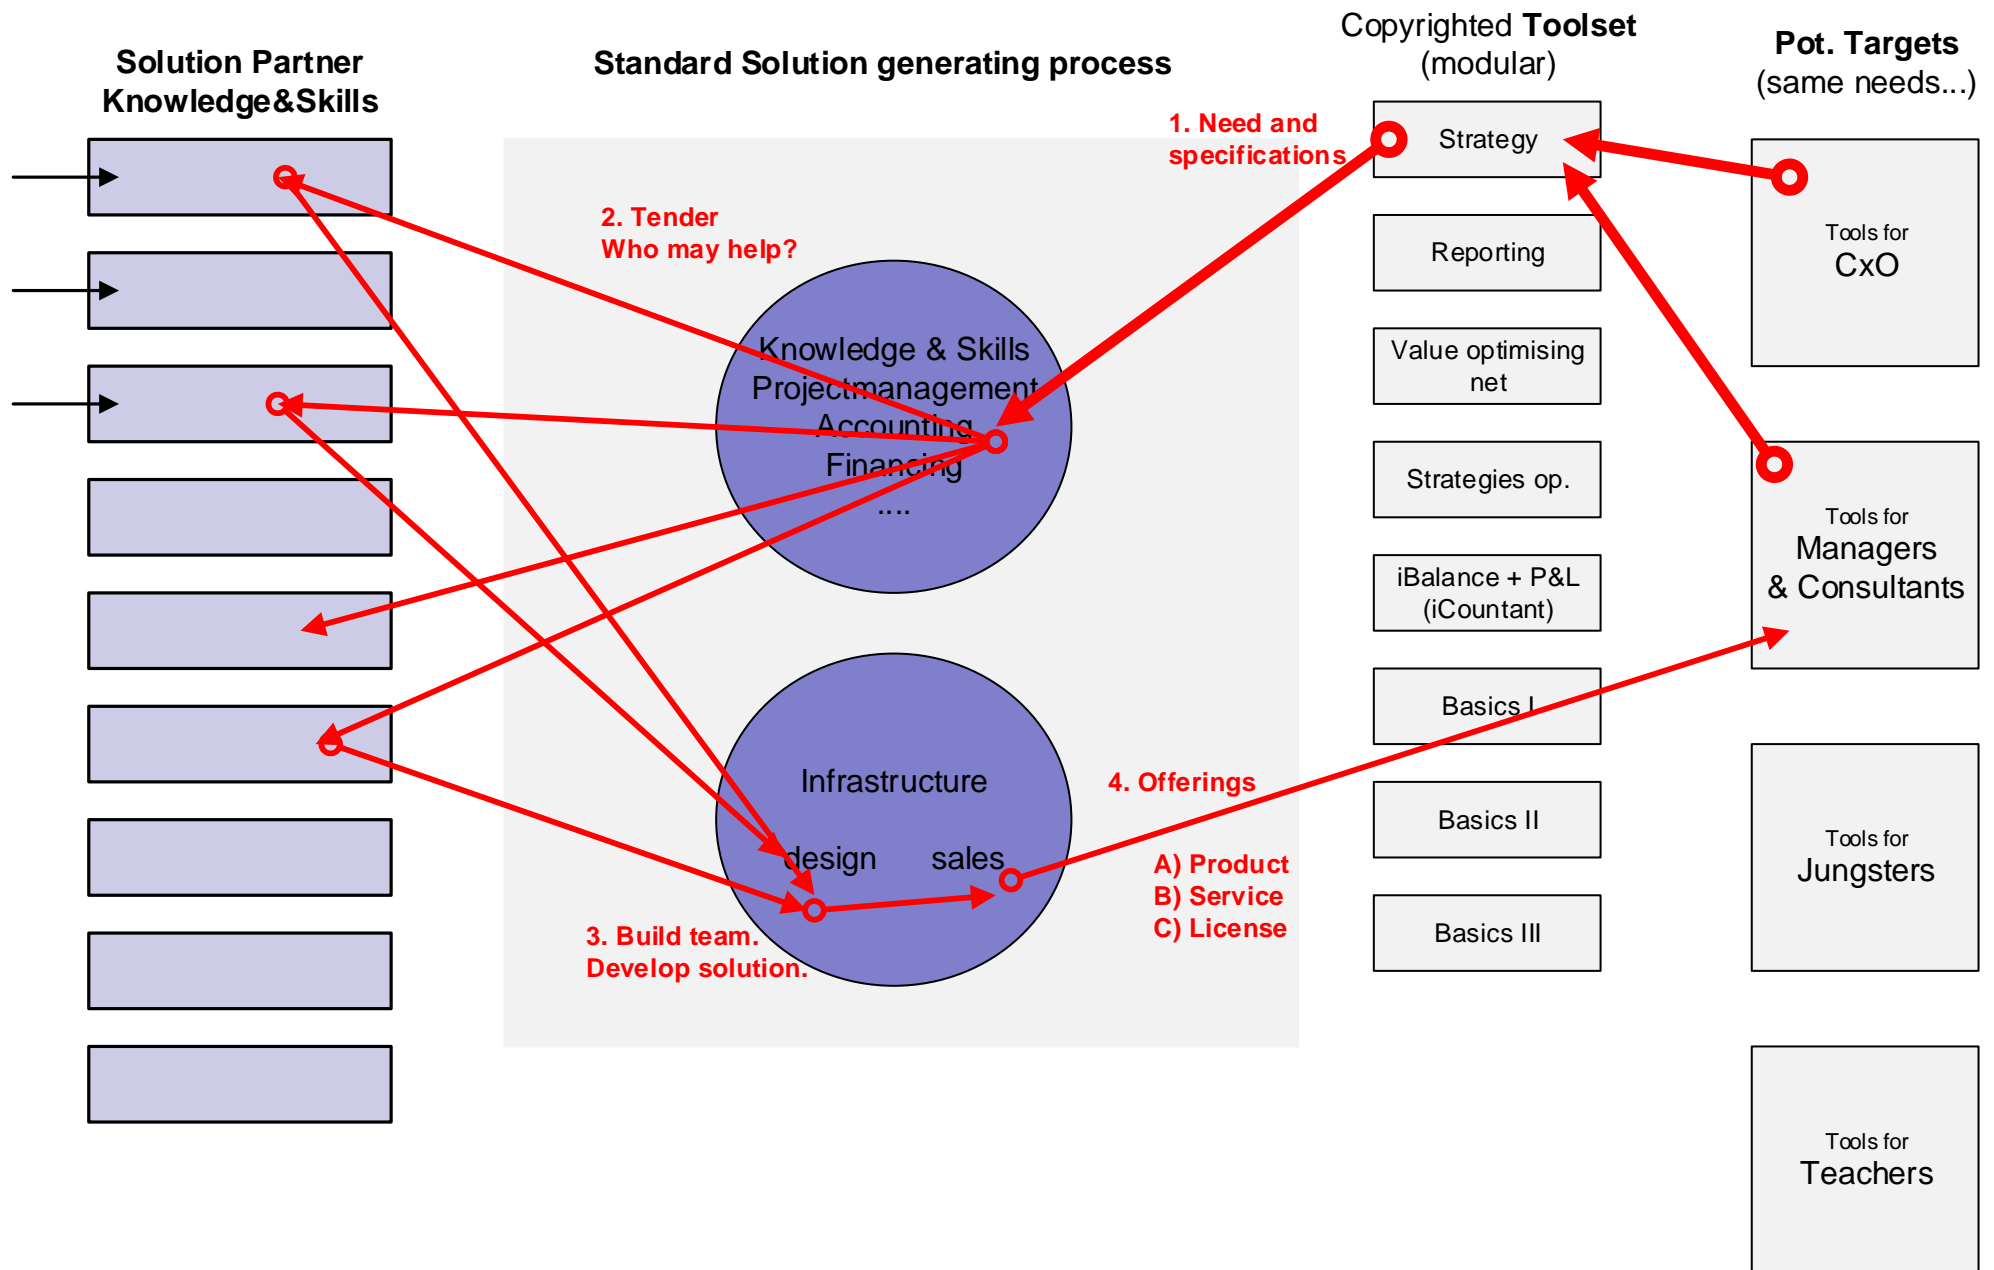 Solution Partner
Knowledge&Skills
Standard Solution generating process
Copyrighted Toolset
(modular)
Pot. Targets
(same needs...)
1. Need and
specifications
2. Tender
Who may help?
Knowledge & Skills
Projectmanagement
Accounting
Financing
....
Infrastructure
design sales
3. Build team.
Develop solution.
4. Offerings
A) Product
B) Service
C) License
Strategy
Reporting
Value optimising
net
Strategies op.
iBalance + P&L
(iCountant)
Basics I
Basics II
Basics III
Tools for
CxO
Tools for
Managers
& Consultants
Tools for
Jungsters
Tools for
Teachers